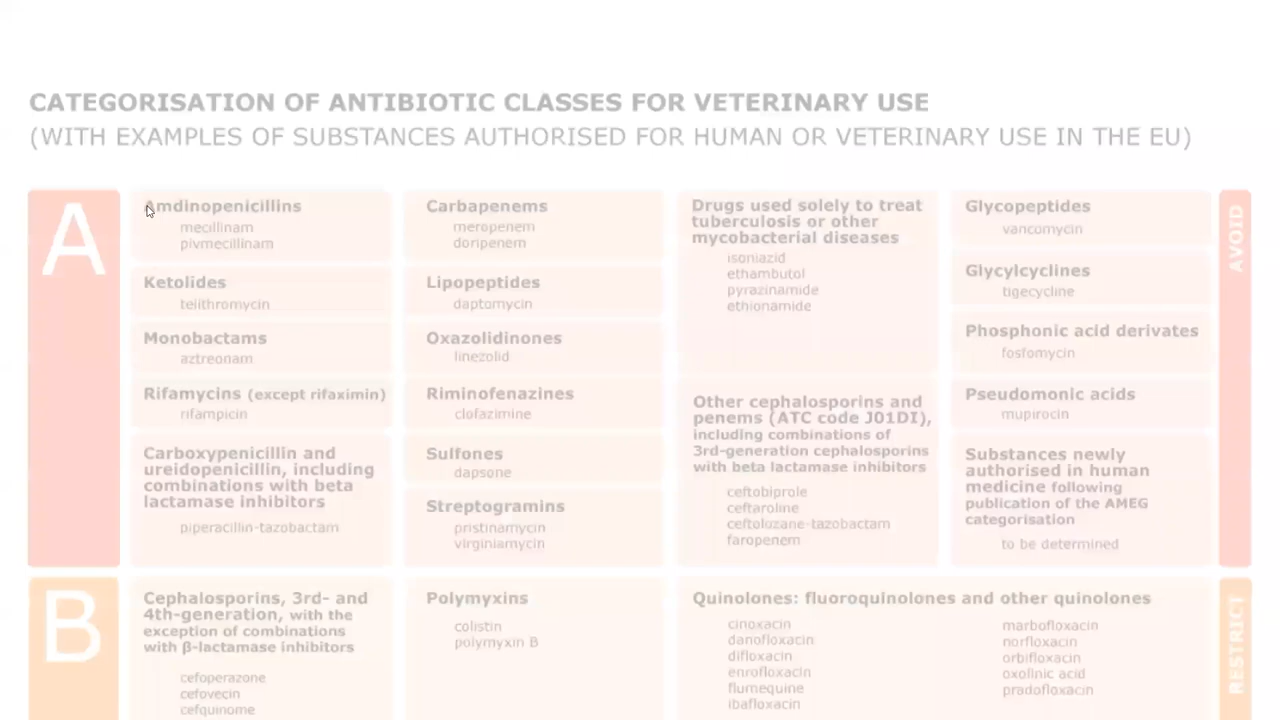 CATEGORISATION OF ANTIBIOTIC CLASSES FOR VETERINARY USE
(WITH EXAMPLES OF SUBSTANCES AUTHORISED FOR HUMAN OR VETERINARY USE IN THE EU)
A
Amdinopenicillins
mecillinam
pivmecillinam
Ketolides
telithromycin
Monobactams
aztreonam
Rifamycins (except rifaximin)
rifampicin
Carboxypenicillin and
ureidopenicillin, including
combinations with beta
lactamase inhibitors
piperacillin-tazobactam
Carbapenems
meropenem
doripenem
Lipopeptides
daptomycin
Oxazolidinones
linezolid
Riminofenazines
clofazimine
Sulfones
dapsone
Streptogramins
pristinamycin
virginiamycin
Drugs used solely to treat
tuberculosis or other
mycobacterial diseases
isoniazid
ethambutol
pyrazinamide
ethionamide
Other cephalosporins and
penems (ATC code J01DI),
including combinations of
3rd-generation cephalosporins
with beta lactamase inhibitors
ceftobiprole
ceftaroline
ceftolozane-tazobactam
faropenem
Glycopeptides
vancomycin
Glycylcyclines
tigecycline
Phosphonic acid derivates
fosfomycin
Pseudomonic acids
mupirocin
Substances newly
authorised in human
medicine following
publication of the AMEG
categorisation
to be determined
AVOID
B
Cephalosporins, 3rd- and
4th-generation, with the
exception of combinations
with β-lactamase inhibitors
cefoperazone
cefovecin
cefquinome
Polymyxins
colistin
polymyxin B
Quinolones: fluoroquinolones and other quinolones
cinoxacin
danofloxacin
difloxacin
enrofloxacin
flumequine
ibafloxacin
marbofloxacin
norfloxacin
orbifloxacin
oxolinic acid
pradofloxacin
RESTRICT